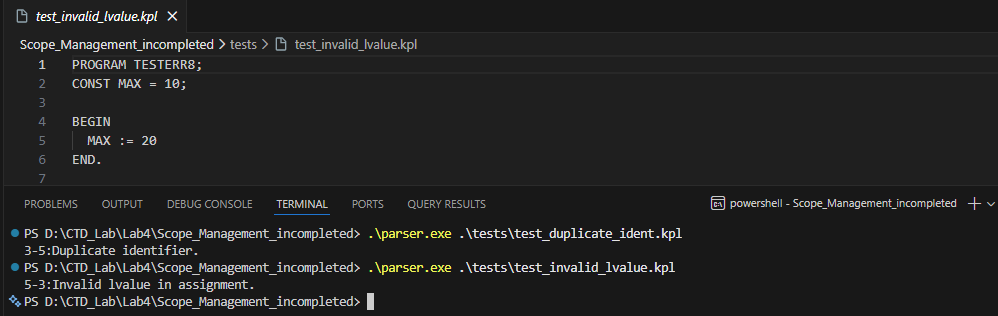 test_invalid_lvalue.kpl ×
Scope_Management_incompleted > tests > test_invalid_lvalue.kpl
1 PROGRAM TESTERR8;
2 CONST MAX = 10;
3
4 BEGIN
5 MAX := 20
6 END.
7
PROBLEMS OUTPUT DEBUG CONSOLE TERMINAL PORTS QUERY RESULTS powershell - Scope_Management_incompleted
PS D:\CTD_Lab\Lab4\Scope_Management_incompleted> .\parser.exe .\tests\test_duplicate_ident.kpl
3-5:Duplicate identifier.
PS D:\CTD_Lab\Lab4\Scope_Management_incompleted> .\parser.exe .\tests\test_invalid_lvalue.kpl
5-3:Invalid lvalue in assignment.
PS D:\CTD_Lab\Lab4\Scope_Management_incompleted>